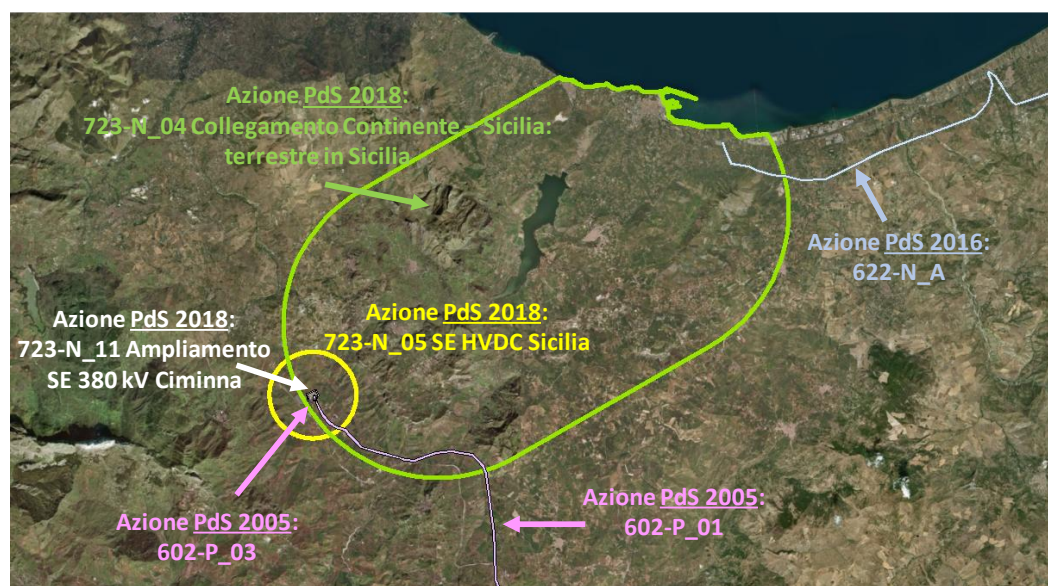 Azione PdS 2018:
723-N_04 Collegamento Continente – Sicilia:
terrestre in Sicilia
Azione PdS 2016:
622-N_A
Azione PdS 2018:
723-N_11 Ampliamento
SE 380 kV Ciminna
Azione PdS 2018:
723-N_05 SE HVDC Sicilia
Azione PdS 2005:
602-P_03
Azione PdS 2005:
602-P_01